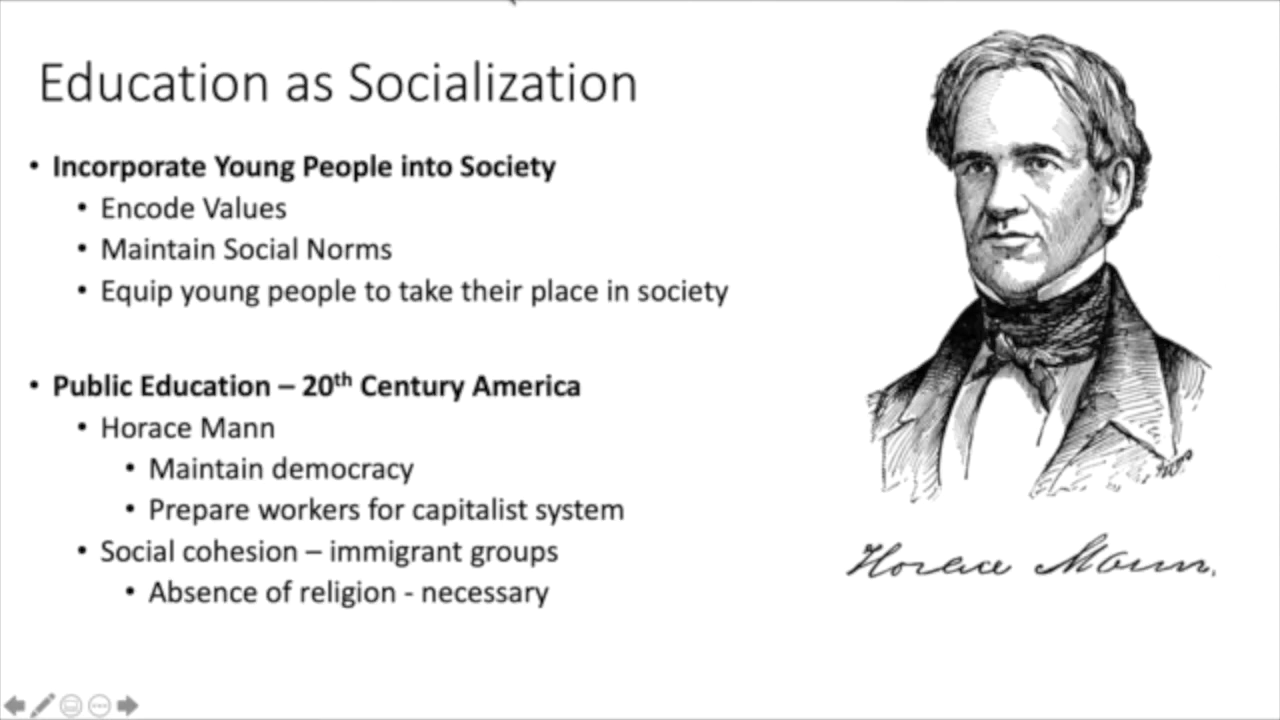 Education as Socialization
• Incorporate Young People into Society
• Encode Values
• Maintain Social Norms
• Equip young people to take their place in society
• Public Education – 20th Century America
• Horace Mann
• Maintain democracy
• Prepare workers for capitalist system
• Social cohesion – immigrant groups
• Absence of religion - necessary
Horace Mann.